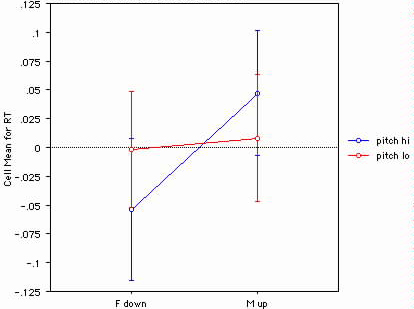 .125
.1
.075
.05
.025
0
-.025
-.05
-.075
-.1
-.125
Cell Mean for RT
F down
M up
pitch hi
pitch lo